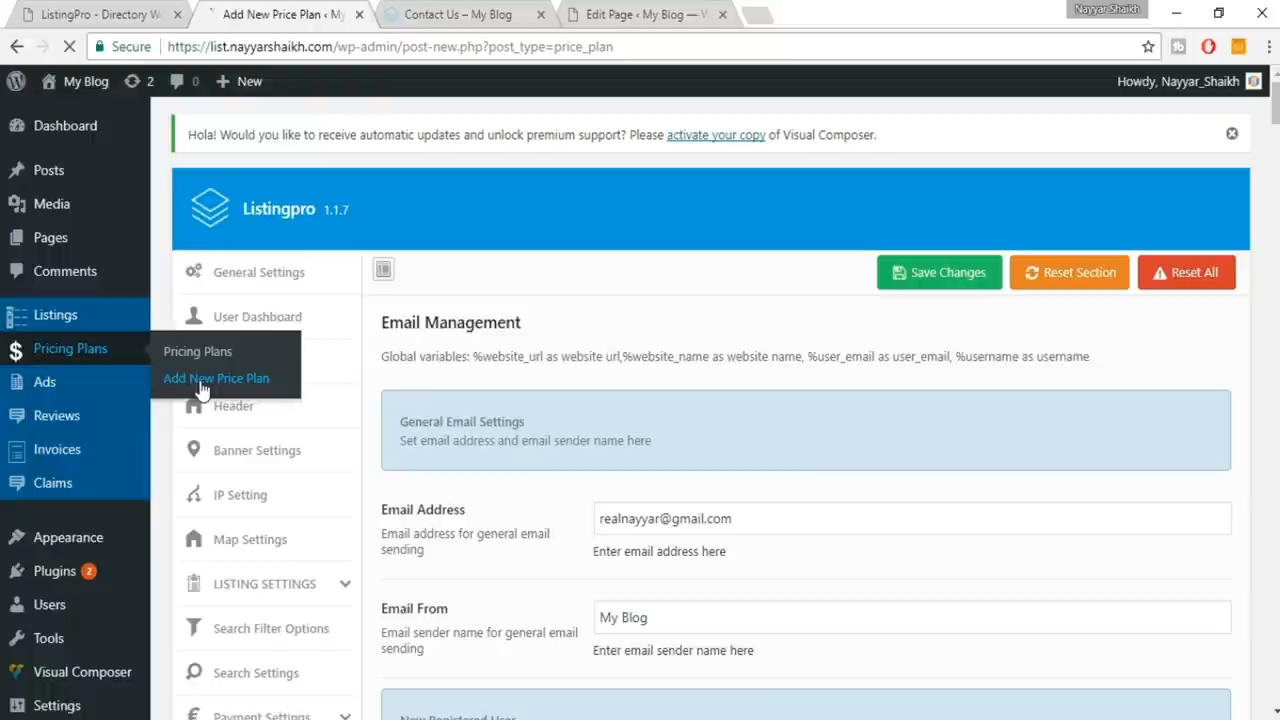 ListingPro - Directory W
Add New Price Plan ‹ My
Contact Us – My Blog
Edit Page ‹ My Blog — W
Nayyar Shaikh
Secure
https://list.nayyarshaikh.com/wp-admin/post-new.php?post_type=price_plan
My Blog
2
0
New
Howdy, Nayyar_Shaikh
Dashboard
Posts
Media
Pages
Comments
Listings
Pricing Plans
Ads
Reviews
Invoices
Claims
Appearance
Plugins 2
Users
Tools
Visual Composer
Settings
Pricing Plans
Add New Price Plan
Hola! Would you like to receive automatic updates and unlock premium support? Please activate your copy of Visual Composer.
Listingpro 1.1.7
General Settings
User Dashboard
Header
Banner Settings
IP Setting
Map Settings
LISTING SETTINGS
Search Filter Options
Search Settings
Payment Settings
Save Changes
Reset Section
Reset All
Email Management
Global variables: %website_url as website url,%website_name as website name, %user_email as user_email, %username as username
General Email Settings
Set email address and email sender name here
Email Address
Email address for general email
sending
realnayyar@gmail.com
Enter email address here
Email From
Email sender name for general email
sending
My Blog
Enter email sender name here
New Registered User